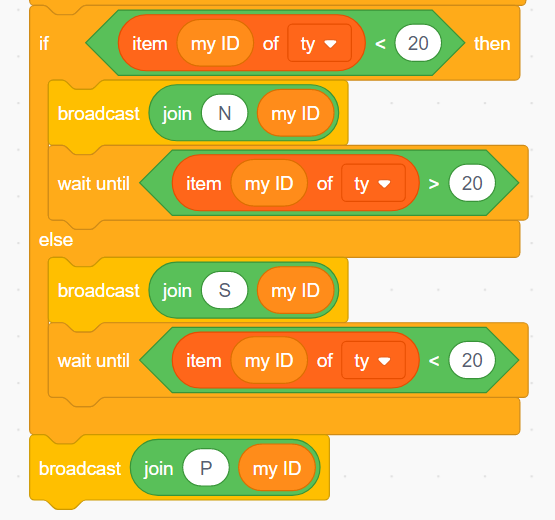 if item my ID of ty < 20 then
broadcast join N my ID
wait until item my ID of ty > 20
else
broadcast join S my ID
wait until item my ID of ty < 20
broadcast join P my ID